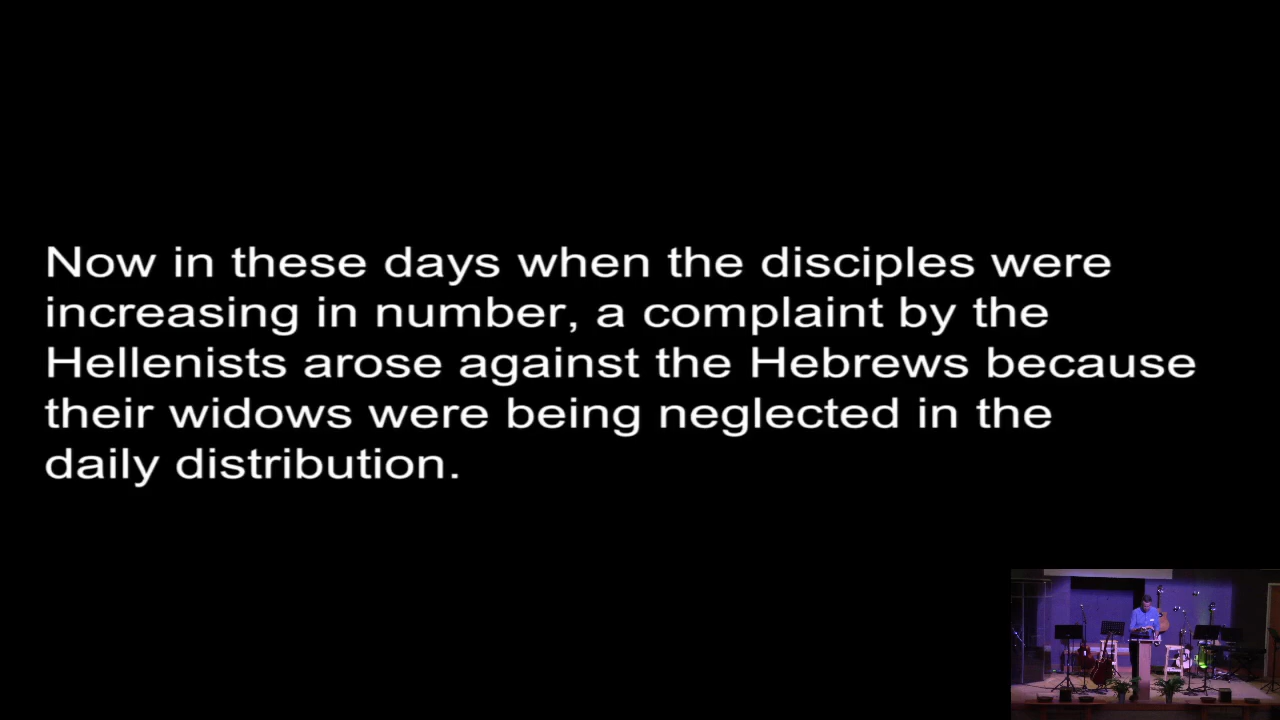 Now in these days when the disciples were
increasing in number, a complaint by the
Hellenists arose against the Hebrews because
their widows were being neglected in the
daily distribution.